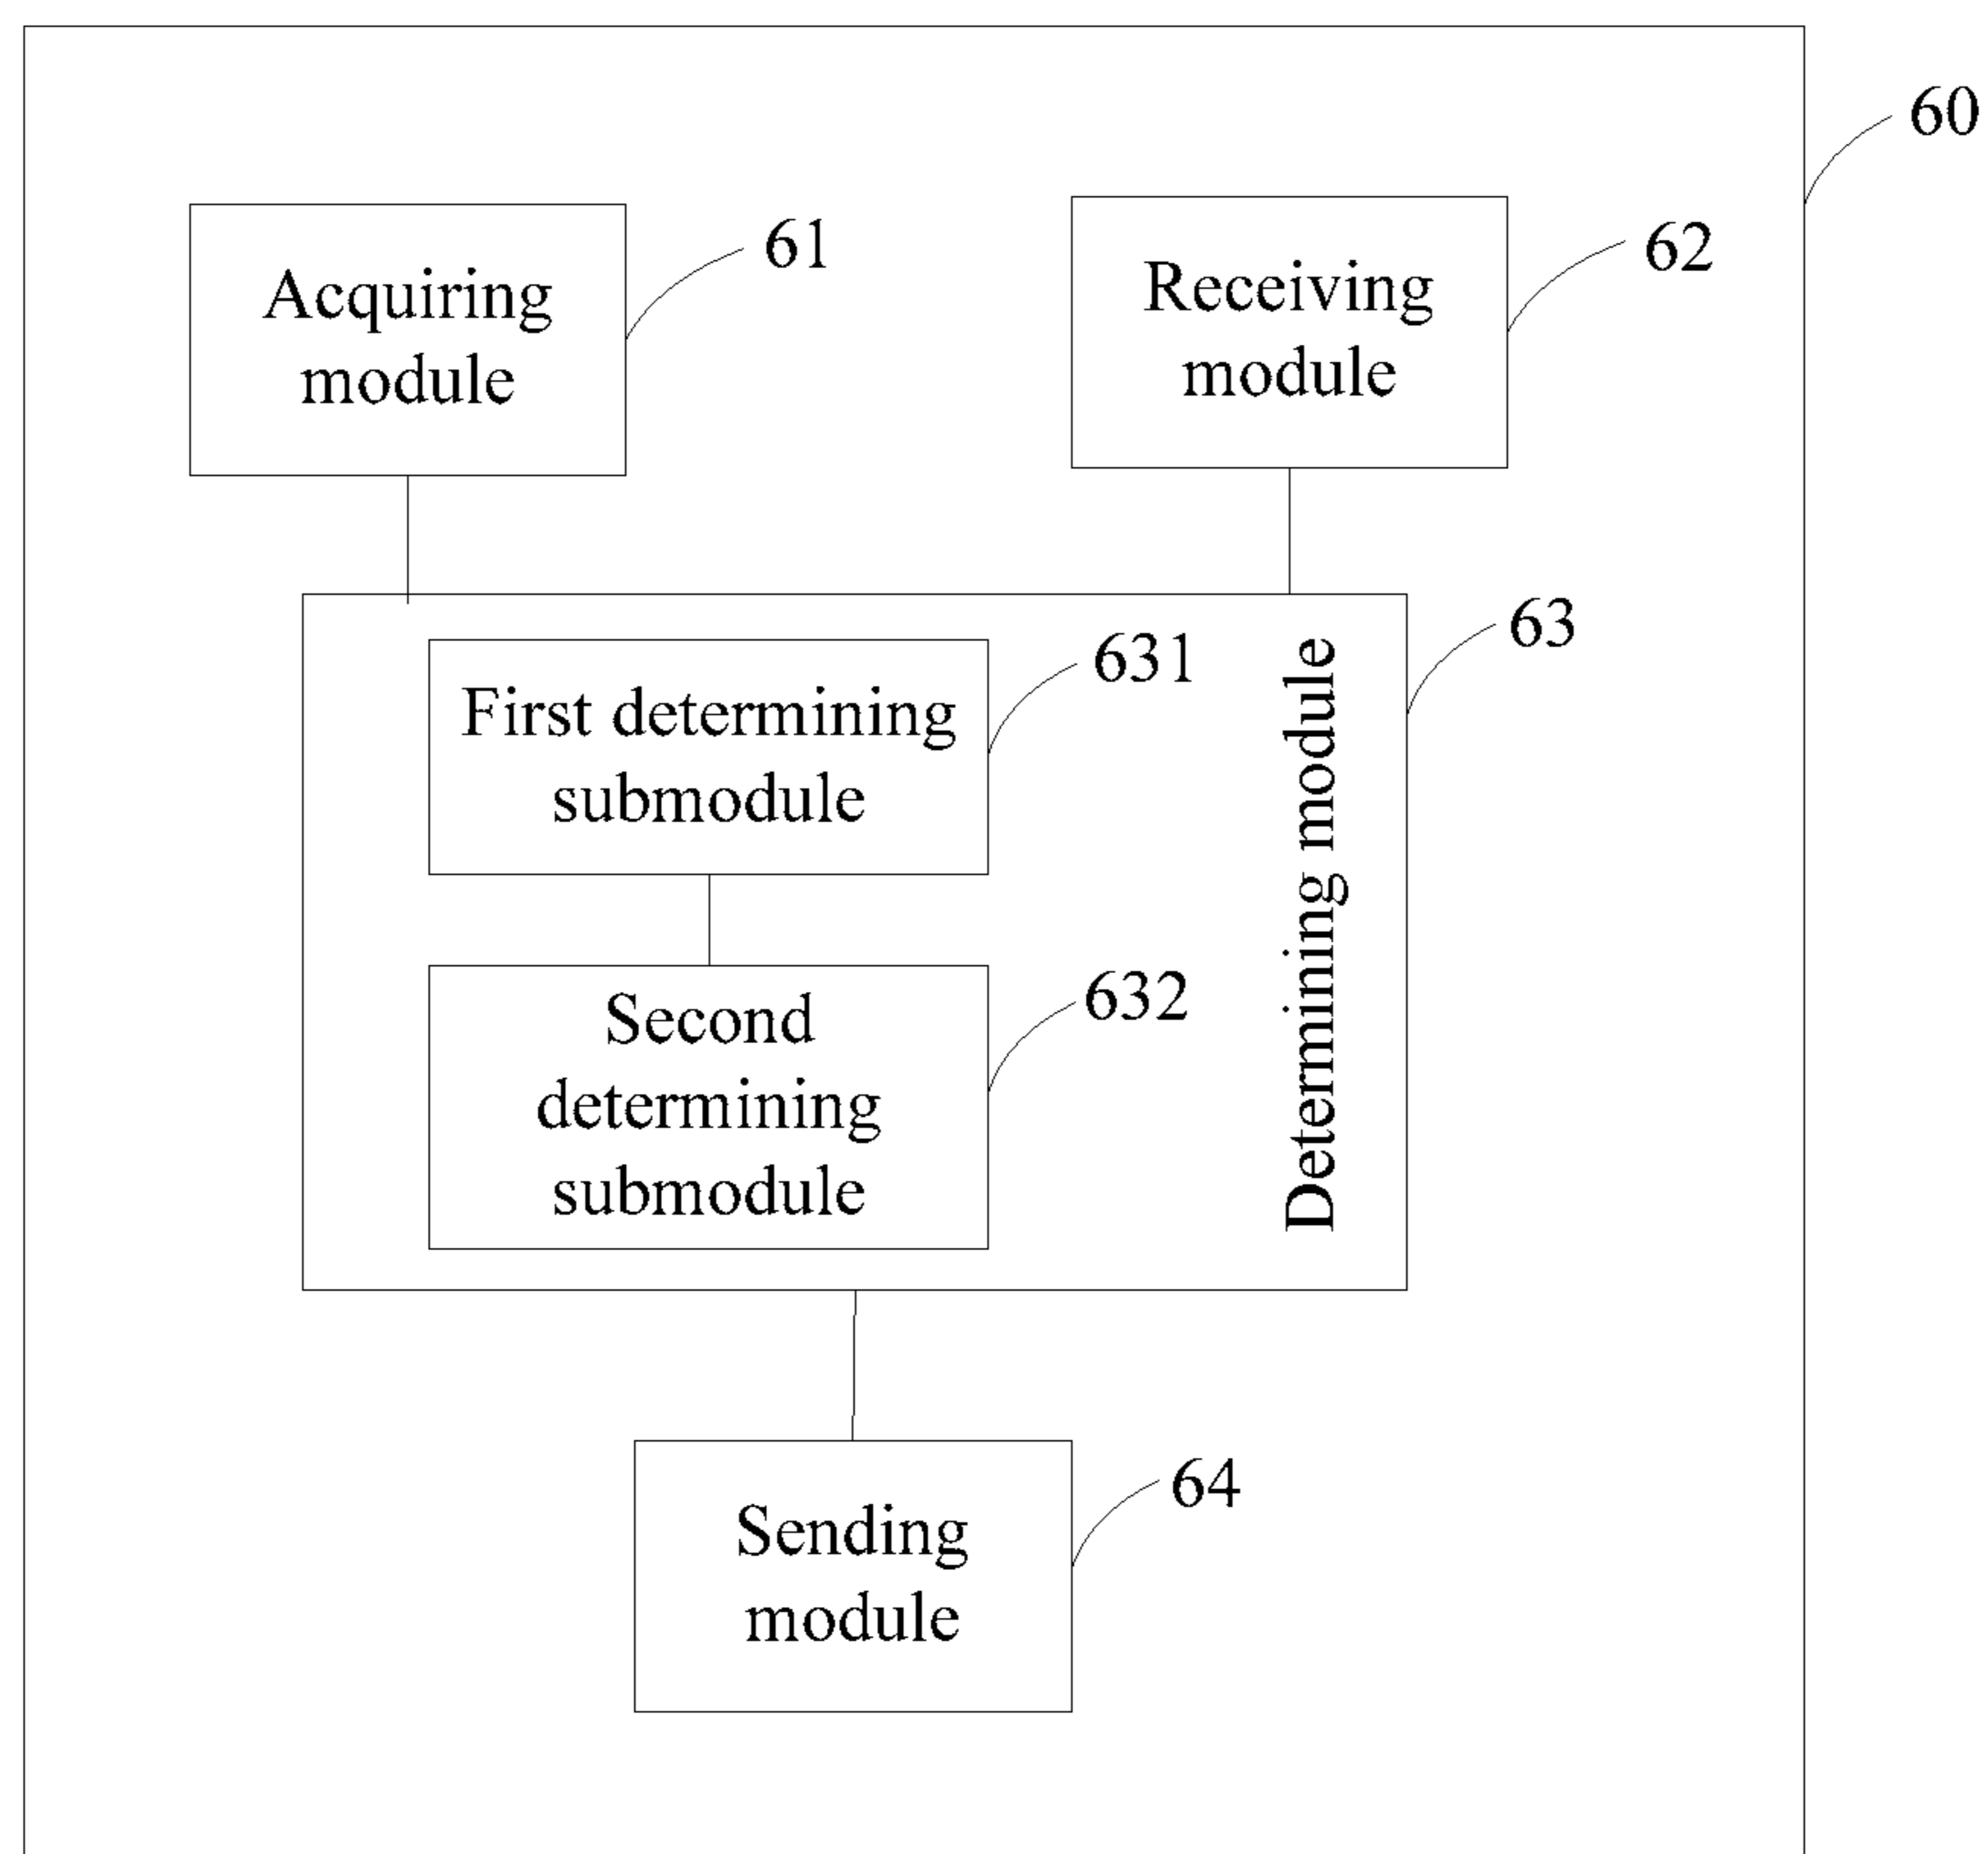 60
Acquiring
module
61
Receiving
module
62
63
First determining
submodule
631
Determining module
Second
determining
submodule
632
Sending
module
64